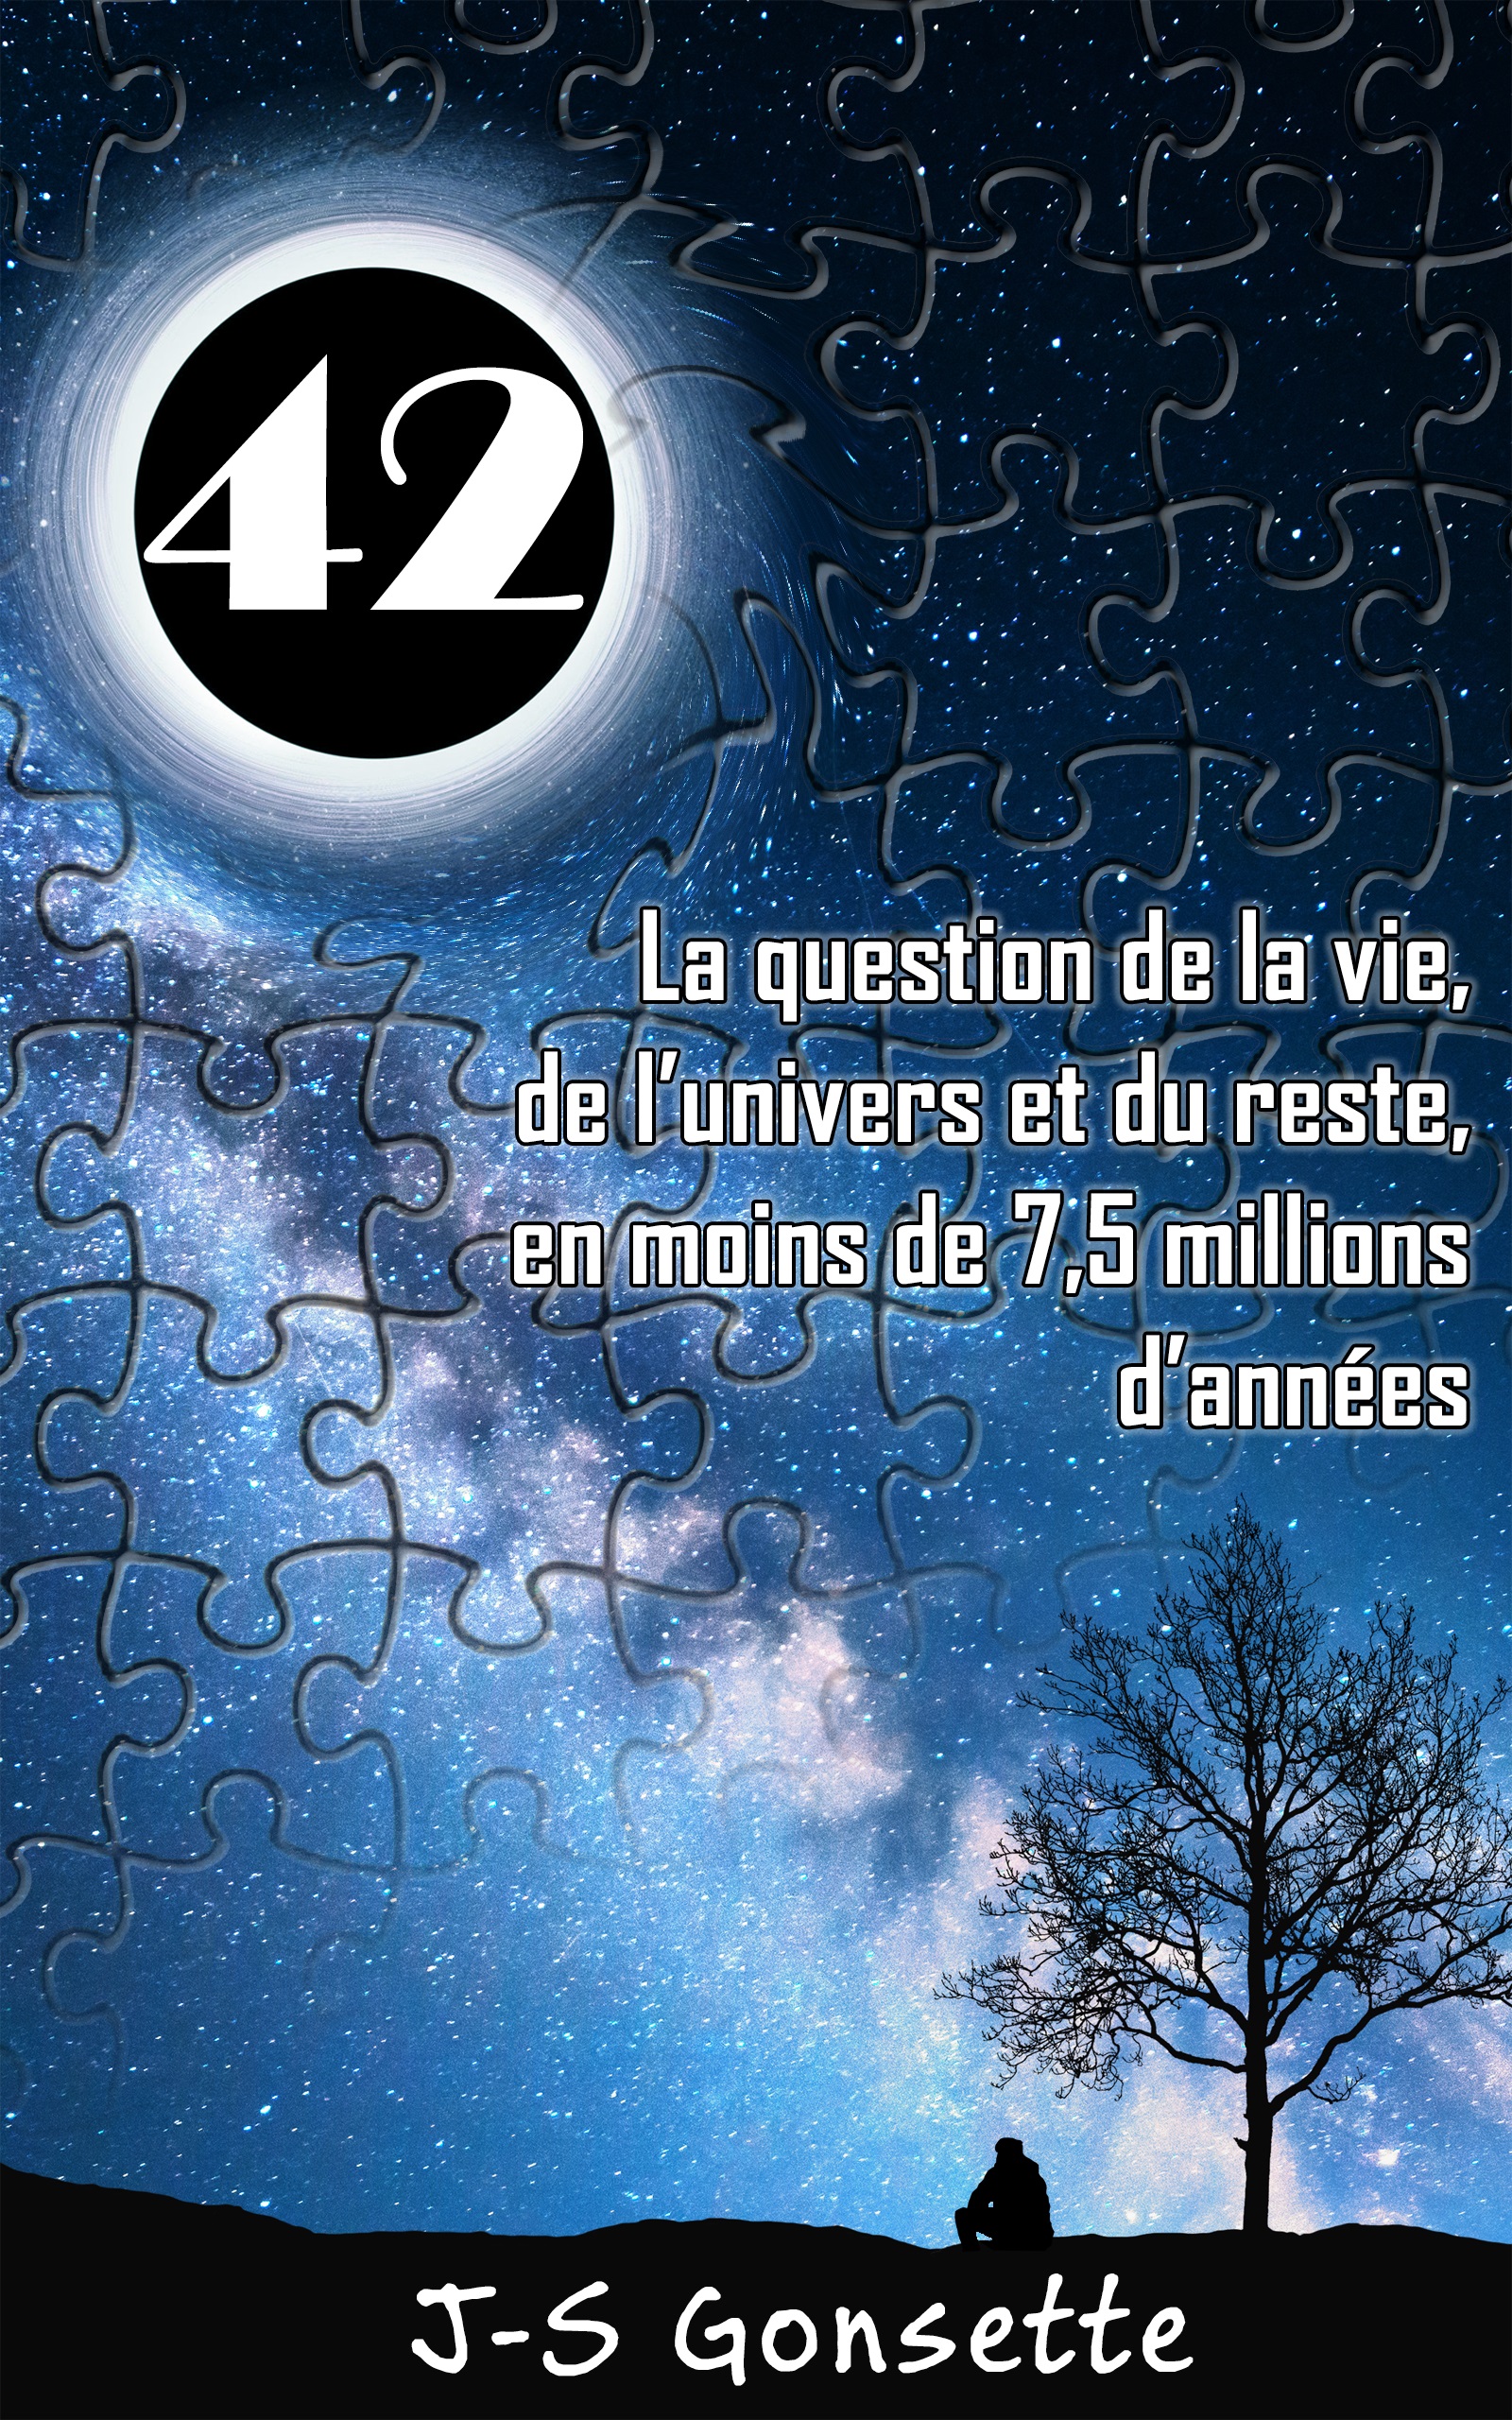 42
La question de la vie,
de l'univers et du reste,
en moins de 7,5 millions
d'années
J-S Gonsette